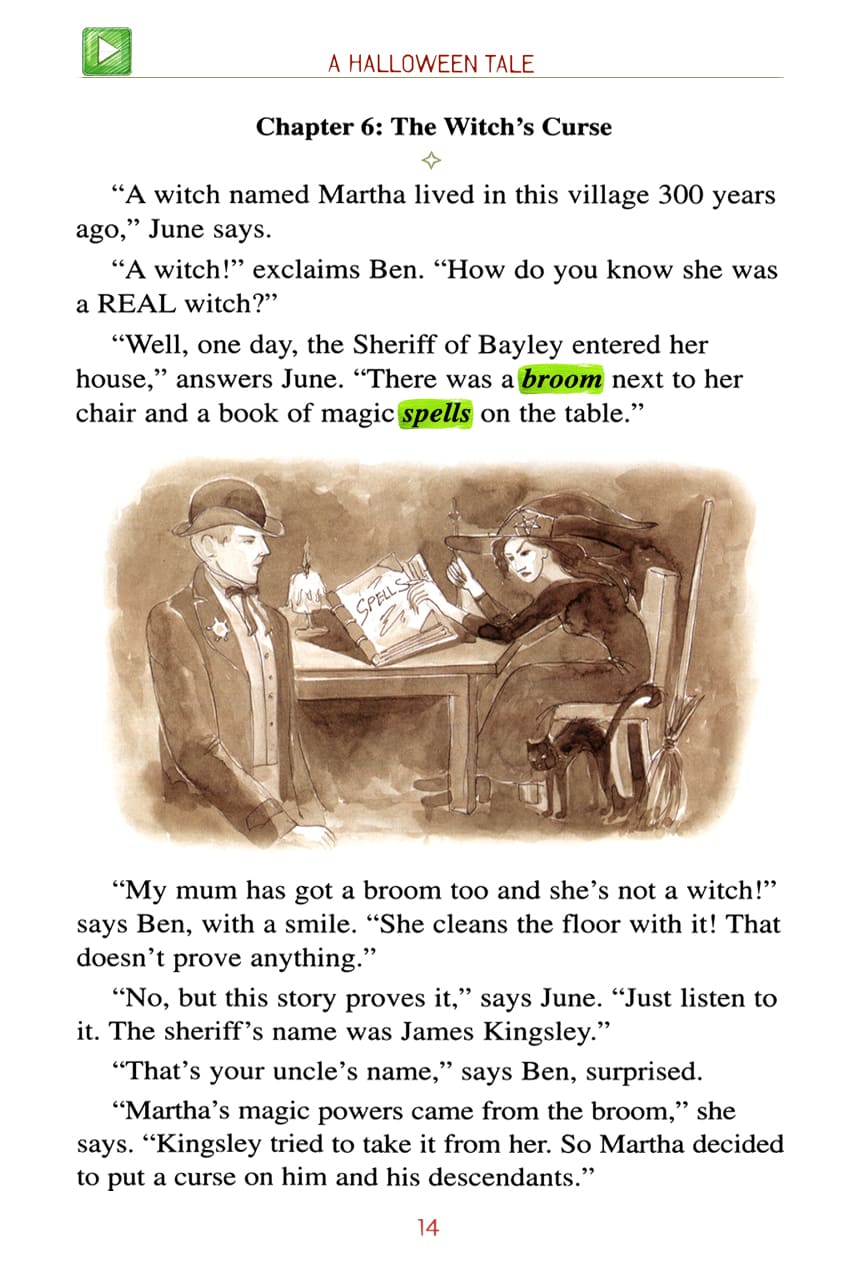 A HALLOWEEN TALE
Chapter 6: The Witch’s Curse
“A witch named Martha lived in this village 300 years
ago,” June says.
“A witch!” exclaims Ben. “How do you know she was
a REAL witch?”
“Well, one day, the Sheriff of Bayley entered her
house,” answers June. “There was a broom next to her
chair and a book of magic spells on the table.”
SPELLS
“My mum has got a broom too and she’s not a witch!”
says Ben, with a smile. “She cleans the floor with it! That
doesn’t prove anything.”
“No, but this story proves it,” says June. “Just listen to
it. The sheriff’s name was James Kingsley.”
“That’s your uncle’s name,” says Ben, surprised.
“Martha’s magic powers came from the broom,” she
says. “Kingsley tried to take it from her. So Martha decided
to put a curse on him and his descendants.”
14